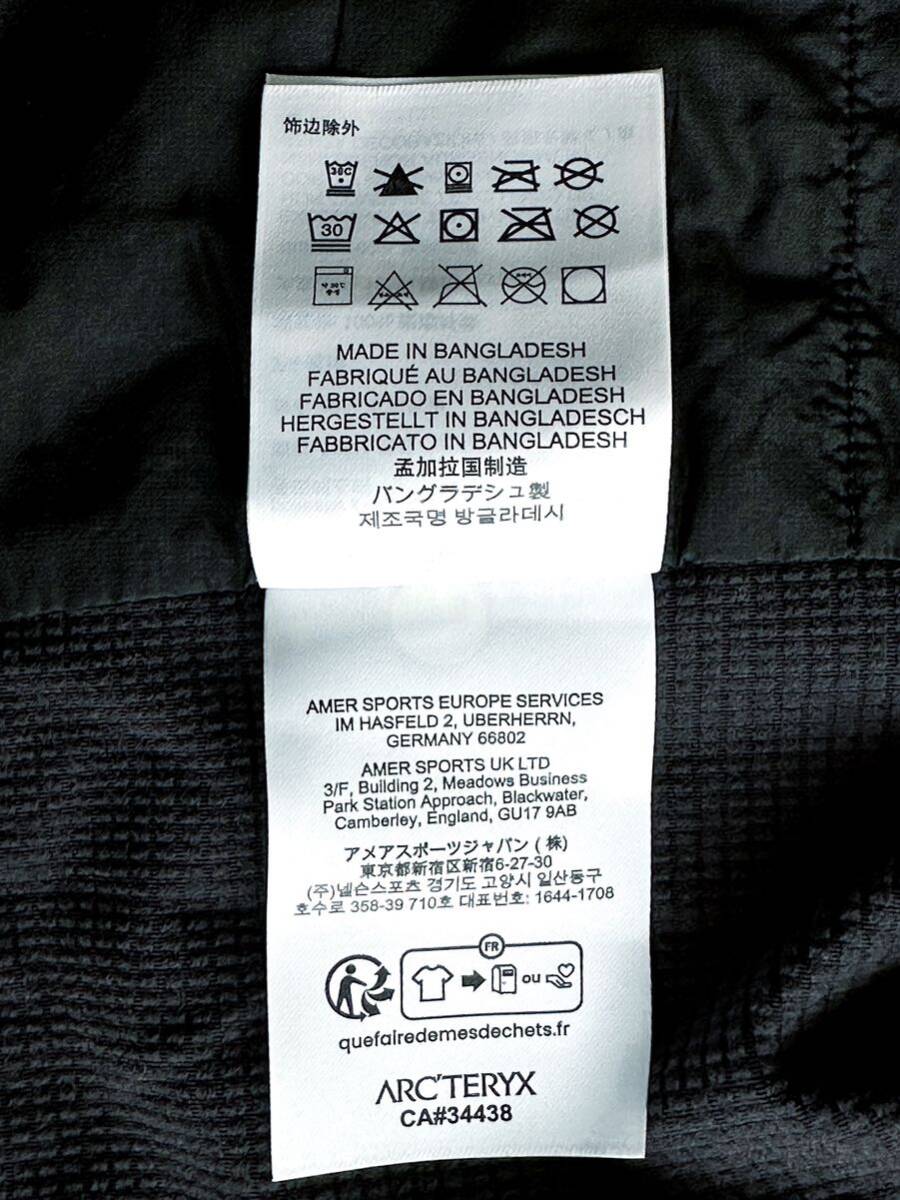 饰边除外
30C
30
MADE IN BANGLADESH
FABRIQUÉ AU BANGLADESH
FABRICADO EN BANGLADESH
HERGESTELLT IN BANGLADESCH
FABBRICATO IN BANGLADESH
孟加拉国制造
バングラデシュ製
제조국명 방글라데시
AMER SPORTS EUROPE SERVICES
IM HASFELD 2, UBERHERRN,
GERMANY 66802
AMER SPORTS UK LTD
3/F, Building 2, Meadows Business
Park Station Approach, Blackwater,
Camberley, England, GU17 9AB
アメアスポーツジャパン (株)
東京都新宿区新宿6-27-30
(주)넬슨스포츠 경기도 고양시 일산동구
호수로 358-39 710호 대표번호: 1644-1708
FR
ou
quefairedemesdechets.fr
ARC'TERYX
CA#34438